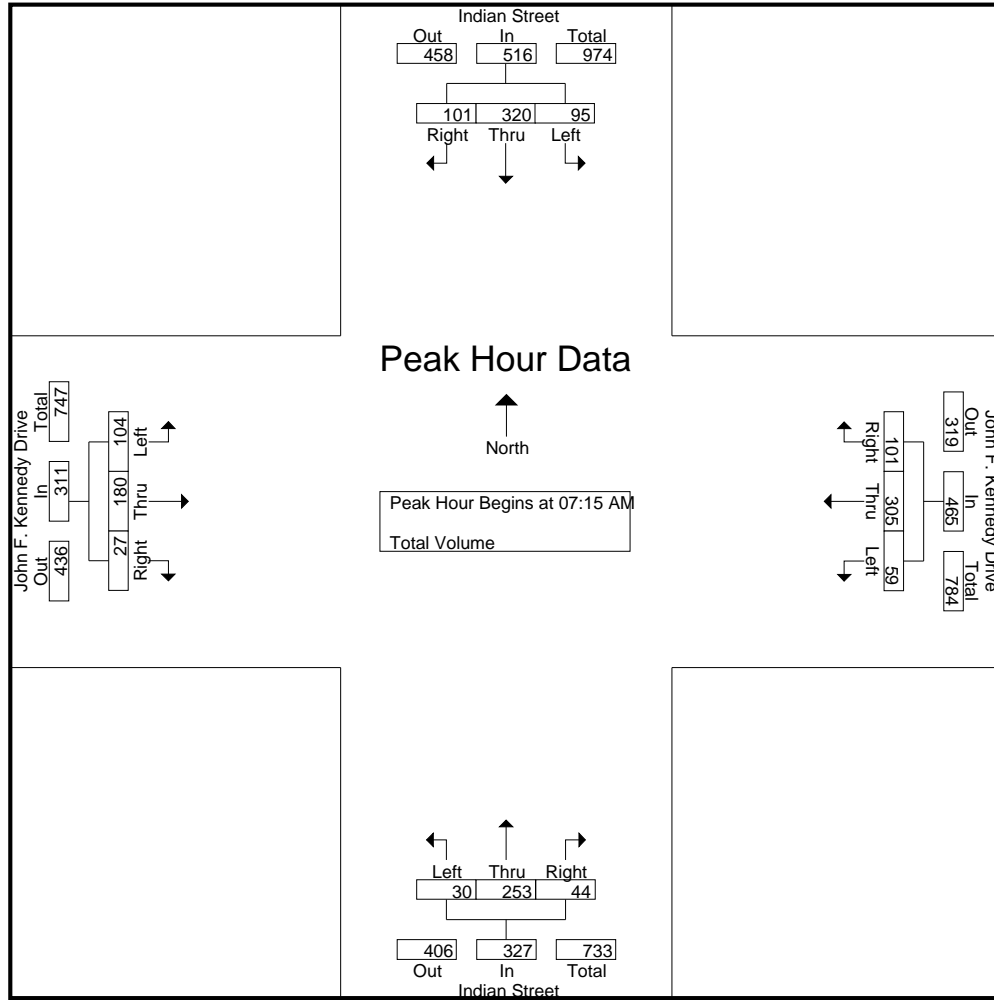 Indian Street
Out In Total
458 516 974
101 320 95
Right Thru Left
Peak Hour Data
North
Peak Hour Begins at 07:15 AM
Total Volume
John F. Kennedy Drive
Out In Total
436 311 747
104 180 27
Left Thru Right
John F. Kennedy Drive
Out In Total
319 465 784
101 305 59
Right Thru Left
Left Thru Right
30 253 44
406 327 733
Out In Total
Indian Street